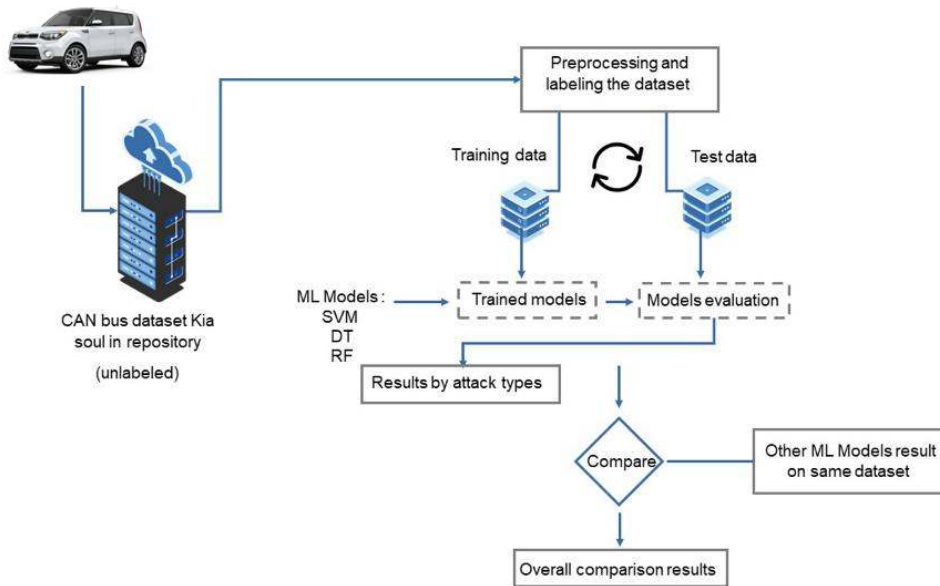 Preprocessing and
labeling the dataset
Training data
Test data
CAN bus dataset Kia
soul in repository
(unlabeled)
ML Models :
SVM
DT
RF
Trained models
Models evaluation
Results by attack types
Compare
Other ML Models result
on same dataset
Overall comparison results